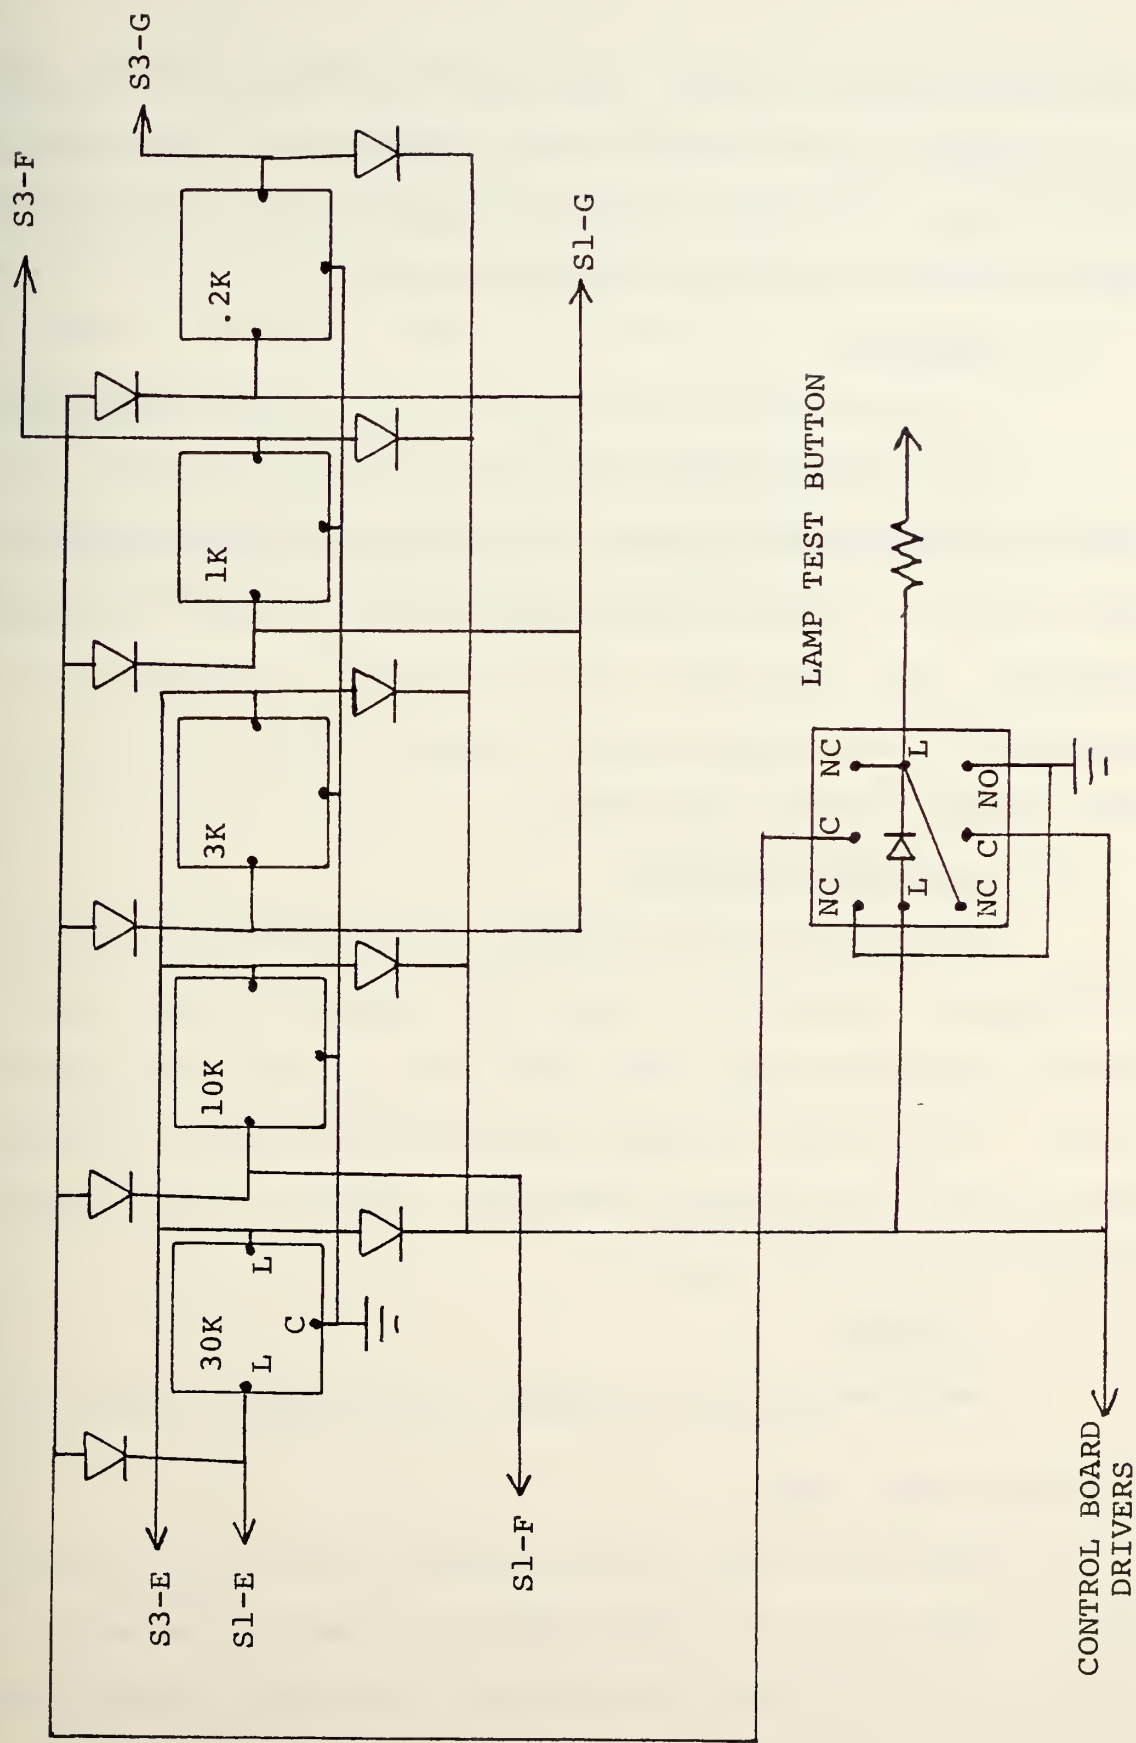 S3-F
S3-G
S3-E
S1-E
30K
L
L
C
10K
3K
1K
.2K
S1-F
S1-G
LAMP TEST BUTTON
NC
C
NC
L
L
NC
C
NO
CONTROL BOARD
DRIVERS